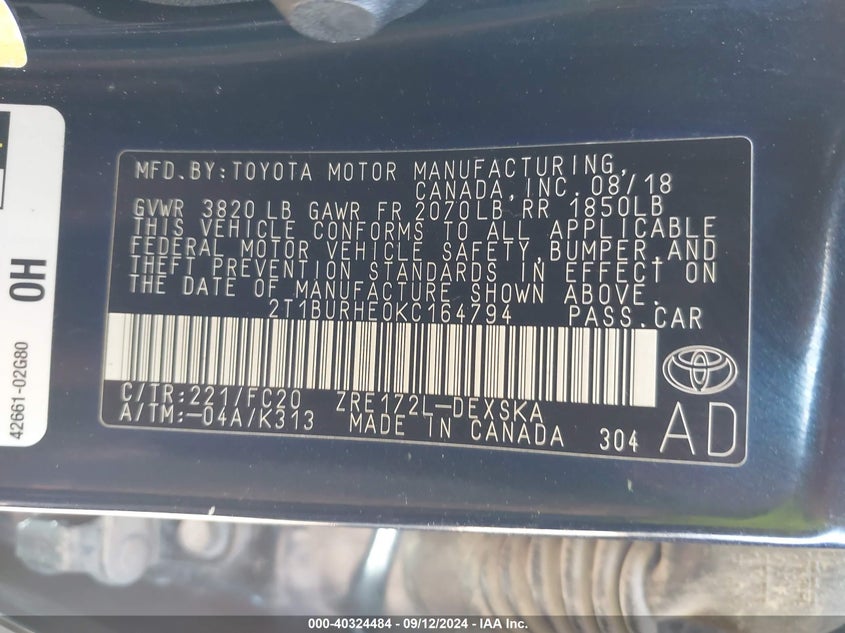 MFD.BY:TOYOTA MOTOR MANUFACTURING,
CANADA,INC. 08/18
GVWR 3820 LB GAWR FR 2070LB RR 1850LB
THIS VEHICLE CONFORMS TO ALL APPLICABLE
FEDERAL MOTOR VEHICLE SAFETY,BUMPER,AND
THEFT PREVENTION STANDARDS IN EFFECT ON
THE DATE OF MANUFACTURE SHOWN ABOVE.
2T1BURHE0KC164794 PASS.CAR
C/TR:221/FC20 ZRE172L-DEXSKA
A/TM:-04A/K313 MADE IN CANADA 304
AD
OH
42661-02G80
000-40324484 - 09/12/2024 - IAA Inc.